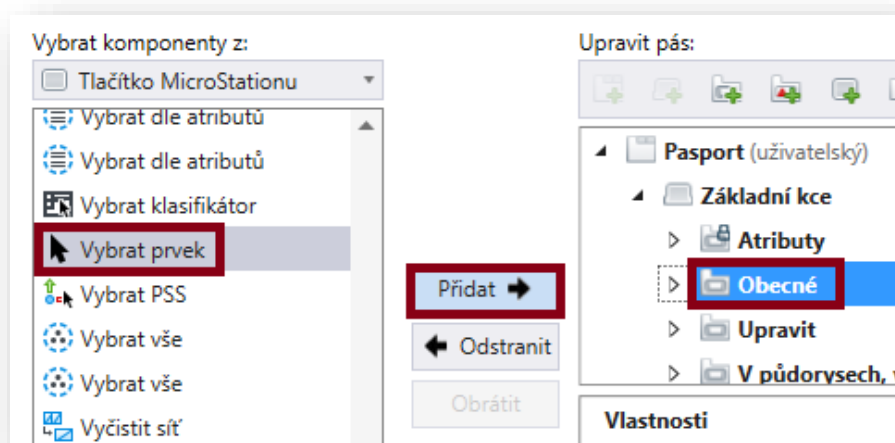 Vybrat komponenty z:
Tlačítko MicroStationu
Vybrat dle atributů
Vybrat dle atributů
Vybrat klasifikátor
Vybrat prvek
Vybrat PSS
Vybrat vše
Vybrat vše
Vyčistit síť
Přidat
Odstranit
Obrátit
Upravit pás:
Pasport (uživatelský)
Základní kce
Atributy
Obecné
Upravit
V půdorysech,
Vlastnosti